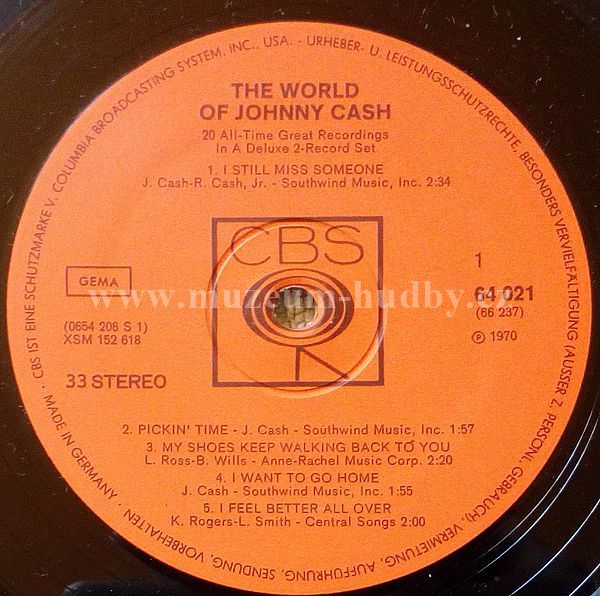 CBS IST EINE SCHUTZMARKE V. COLUMBIA BROADCASTING SYSTEM, INC., USA. - URHEBER- U. LEISTUNGSSCHUTZRECHTE, BESONDERS VERVIELFÄLTIGUNG (AUSSER Z. PERSÖNL. GEBRAUCH), VERMIETUNG, AUFFÜHRUNG, SENDUNG, VORBEHALTEN · MADE IN GERMANY ·
THE WORLD
OF JOHNNY CASH
20 All-Time Great Recordings
In A Deluxe 2-Record Set
1. I STILL MISS SOMEONE
J. Cash-R. Cash, Jr. - Southwind Music, Inc. 2:34
CBS
GEMA
1
64 021
(66 237)
www.muzeum-hudby.cz
(0654 208 S 1)
XSM 152 618
℗ 1970
33 STEREO
2. PICKIN' TIME - J. Cash - Southwind Music, Inc. 1:57
3. MY SHOES KEEP WALKING BACK TO YOU
L. Ross-B. Wills - Anne-Rachel Music Corp. 2:20
4. I WANT TO GO HOME
J. Cash - Southwind Music, Inc. 1:55
5. I FEEL BETTER ALL OVER
K. Rogers-L. Smith - Central Songs 2:00